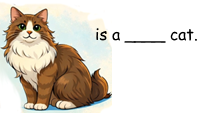 is a ____ cat.